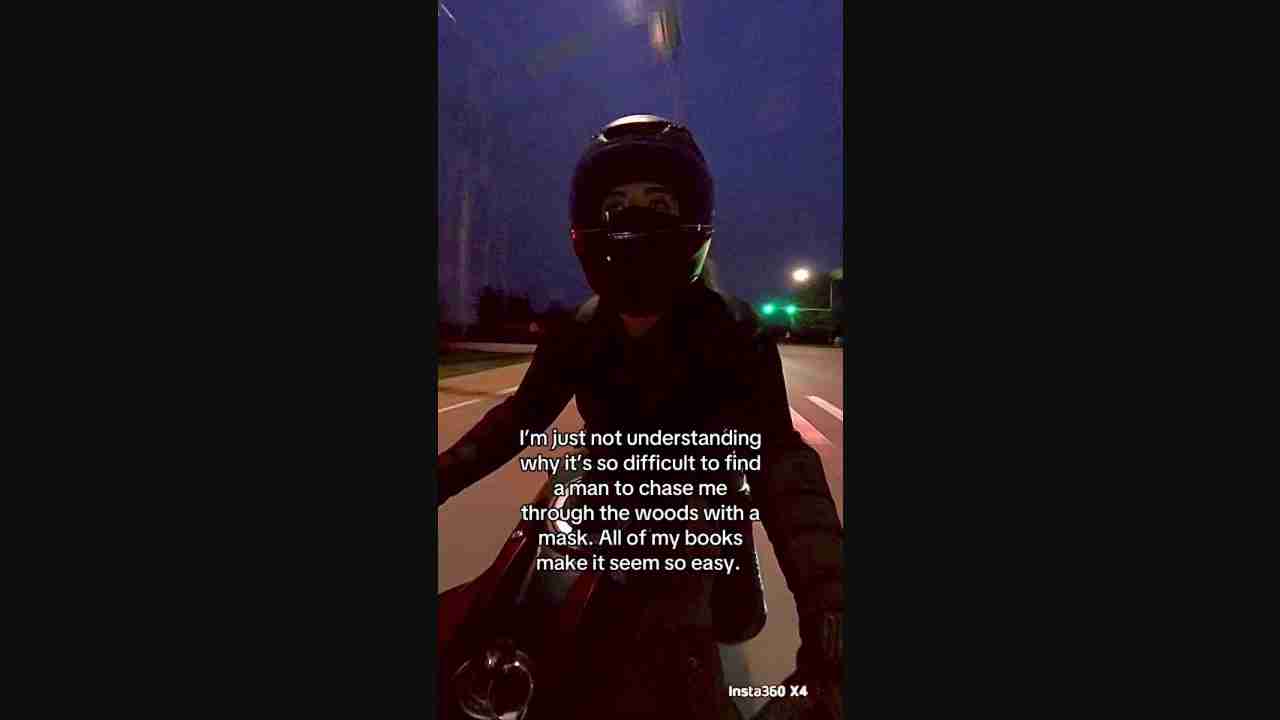 I'm just not understanding
why it's so difficult to find
a man to chase me
through the woods with a
mask. All of my books
make it seem so easy.
Insta360 X4